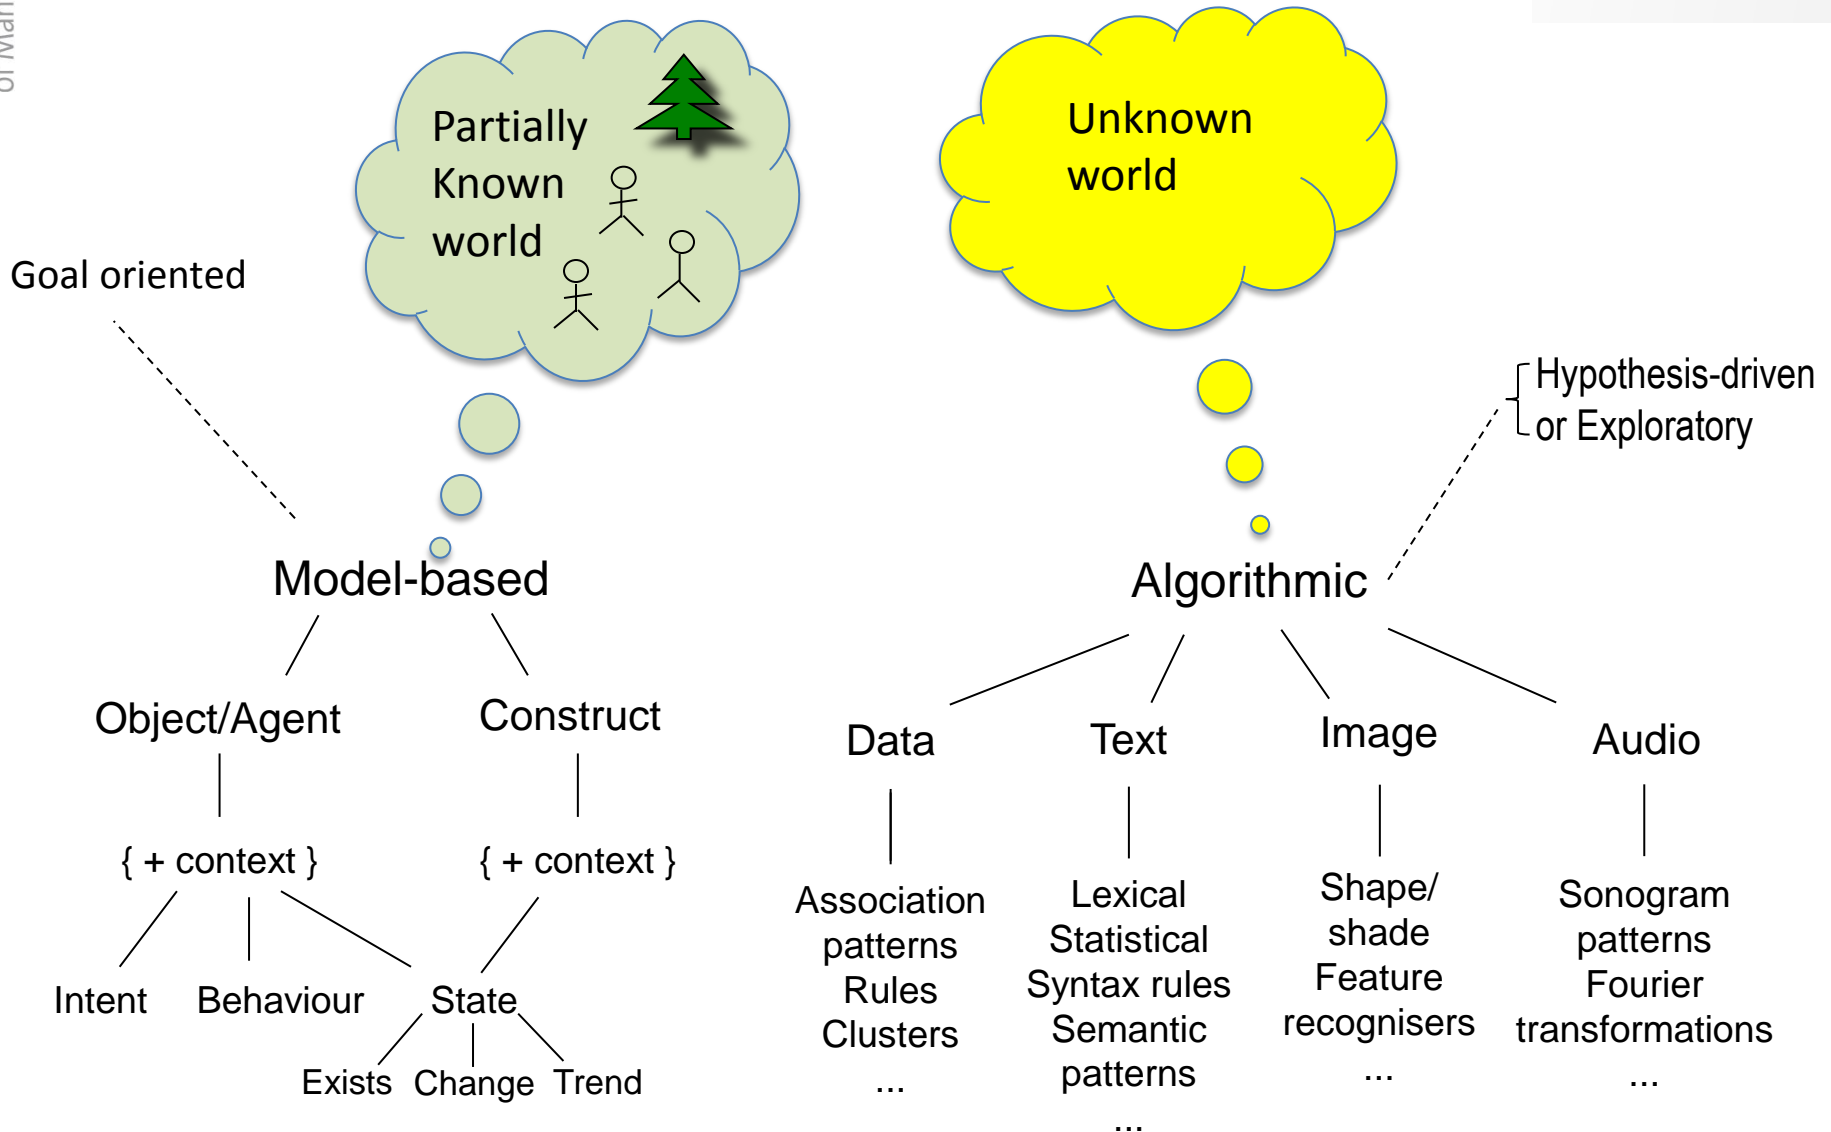 Partially
Known
world
Unknown
world
Goal oriented
Hypothesis-driven
or Exploratory
Model-based
Algorithmic
Object/Agent
Construct
Data
Text
Image
Audio
{ + context }
{ + context }
Intent
Behaviour
State
Exists
Change
Trend
Association
patterns
Rules
Clusters
...
Lexical
Statistical
Syntax rules
Semantic
patterns
...
Shape/
shade
Feature
recognisers
...
Sonogram
patterns
Fourier
transformations
...